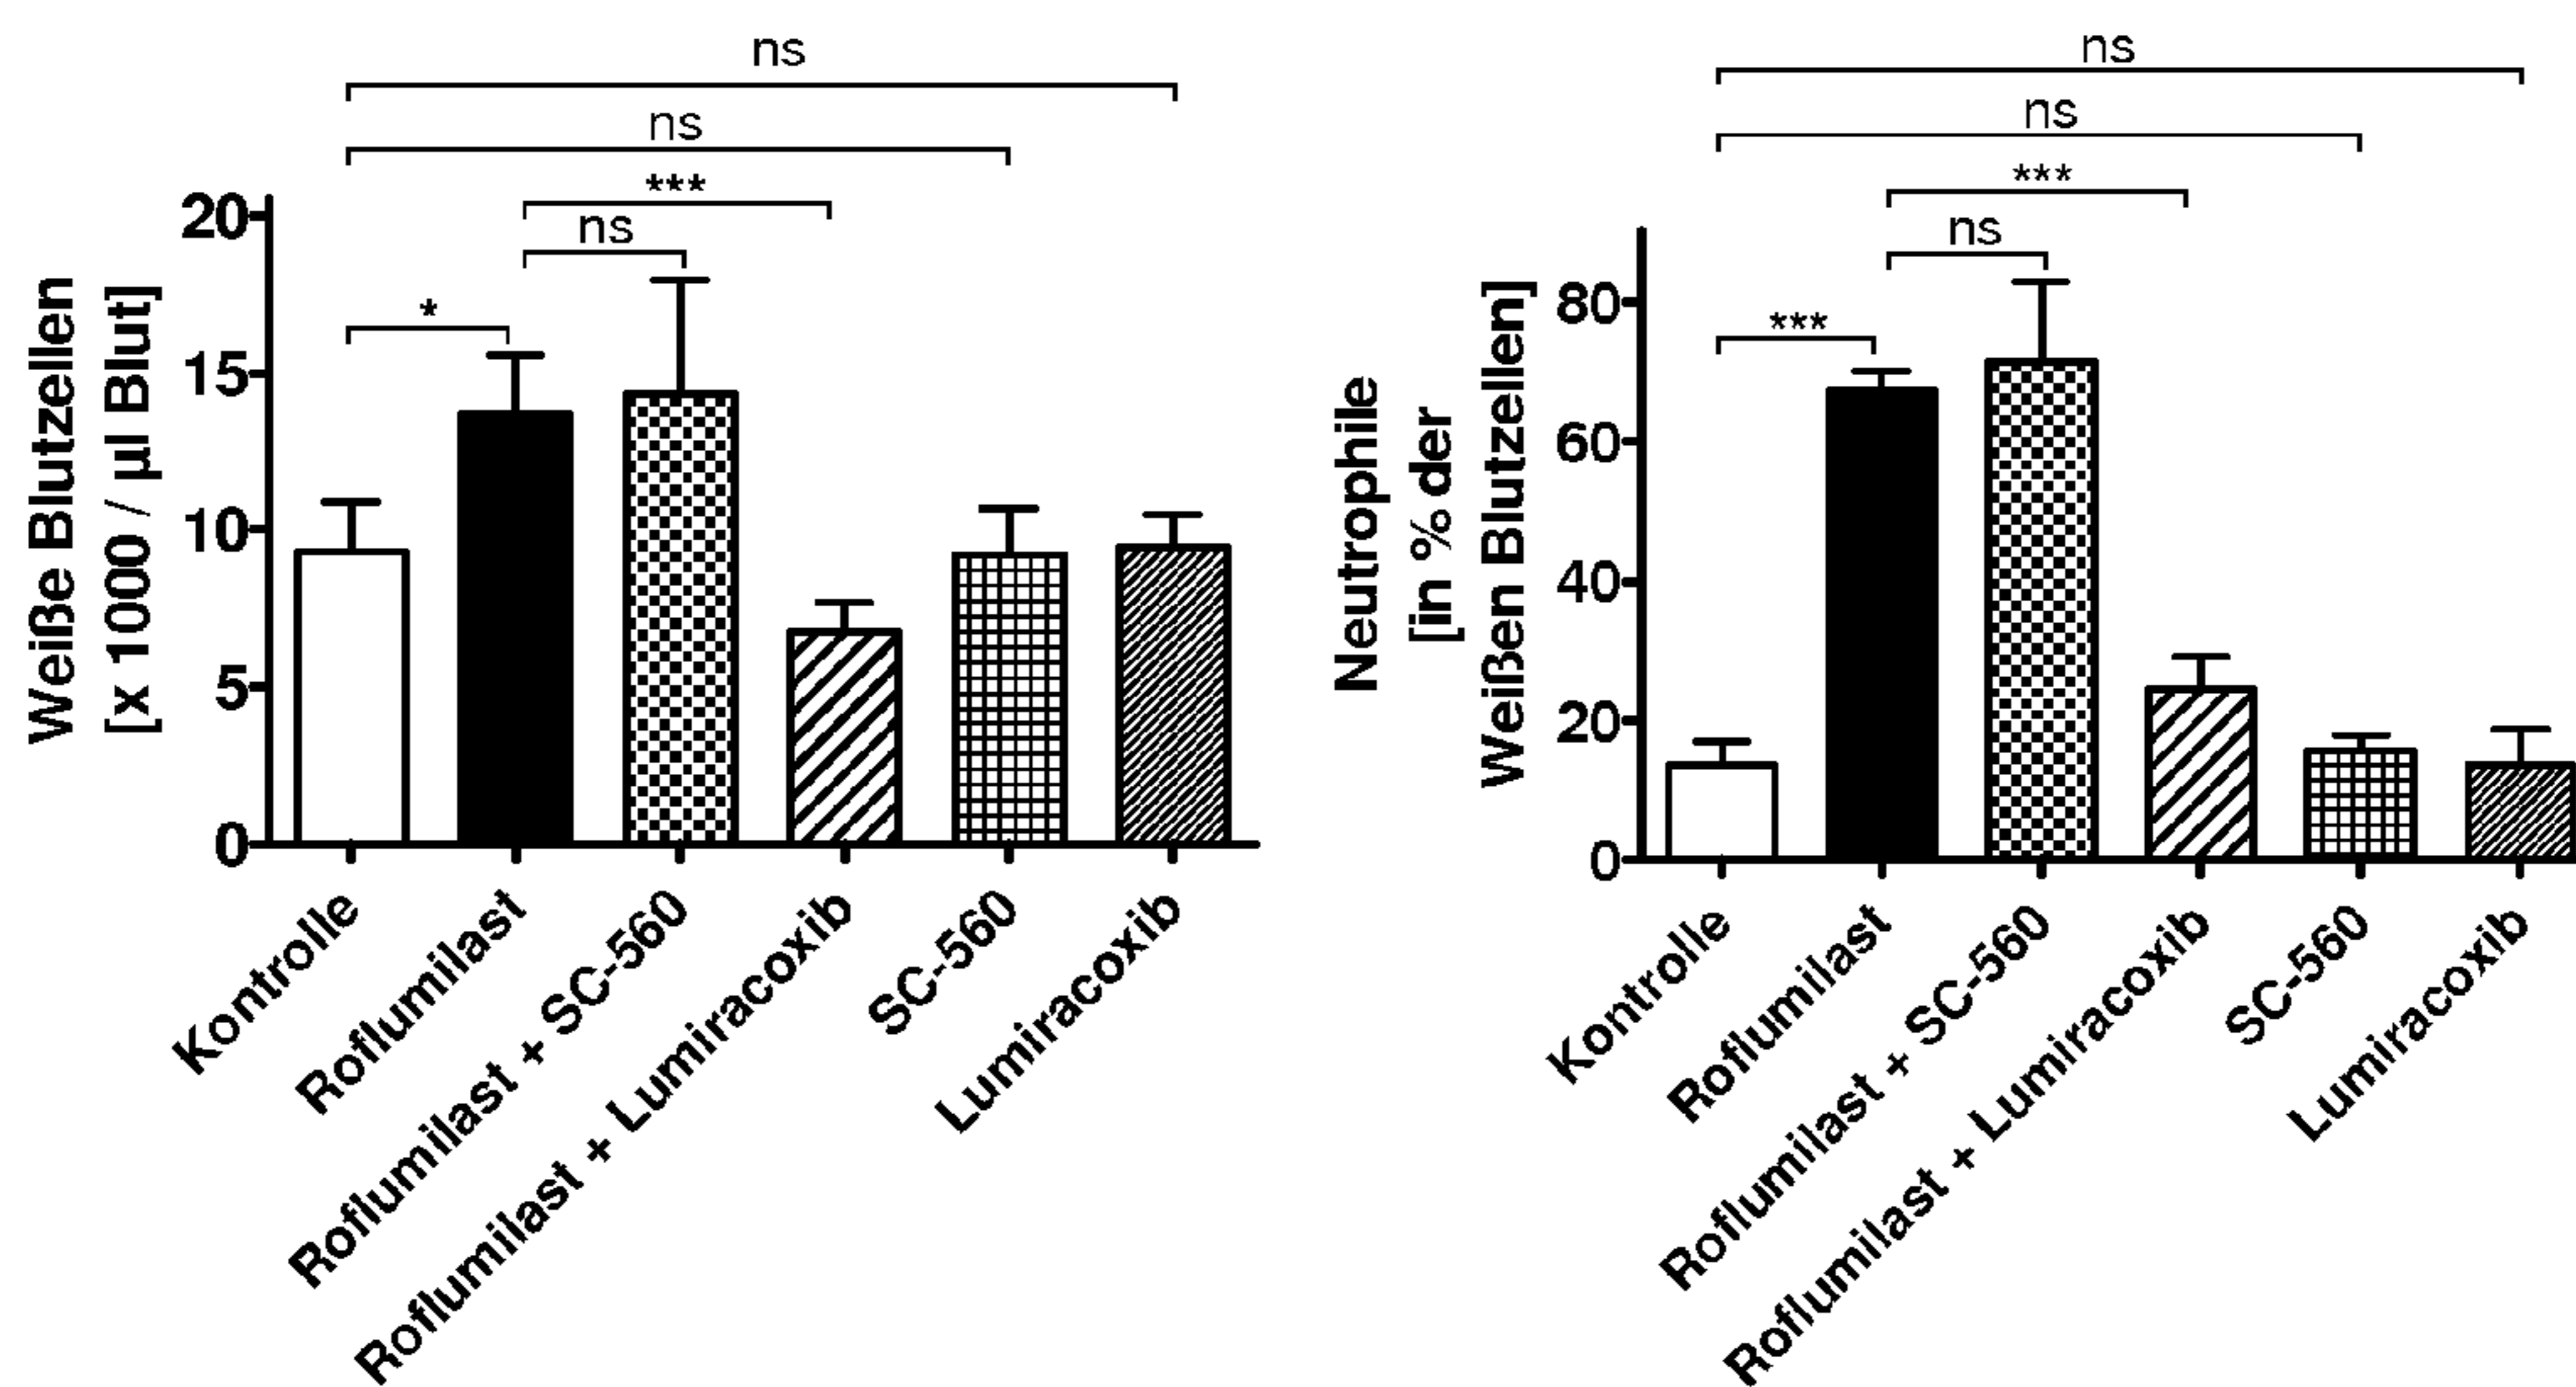 ns
ns
***
ns
*
Weiße Blutzellen
[x 1000 / µl Blut]
20
15
10
5
0
Kontrolle
Roflumilast
Roflumilast + SC-560
Roflumilast + Lumiracoxib
SC-560
Lumiracoxib
ns
ns
***
ns
***
Neutrophile
[in % der
Weißen Blutzellen]
80
60
40
20
0
Kontrolle
Roflumilast
Roflumilast + SC-560
Roflumilast + Lumiracoxib
SC-560
Lumiracoxib